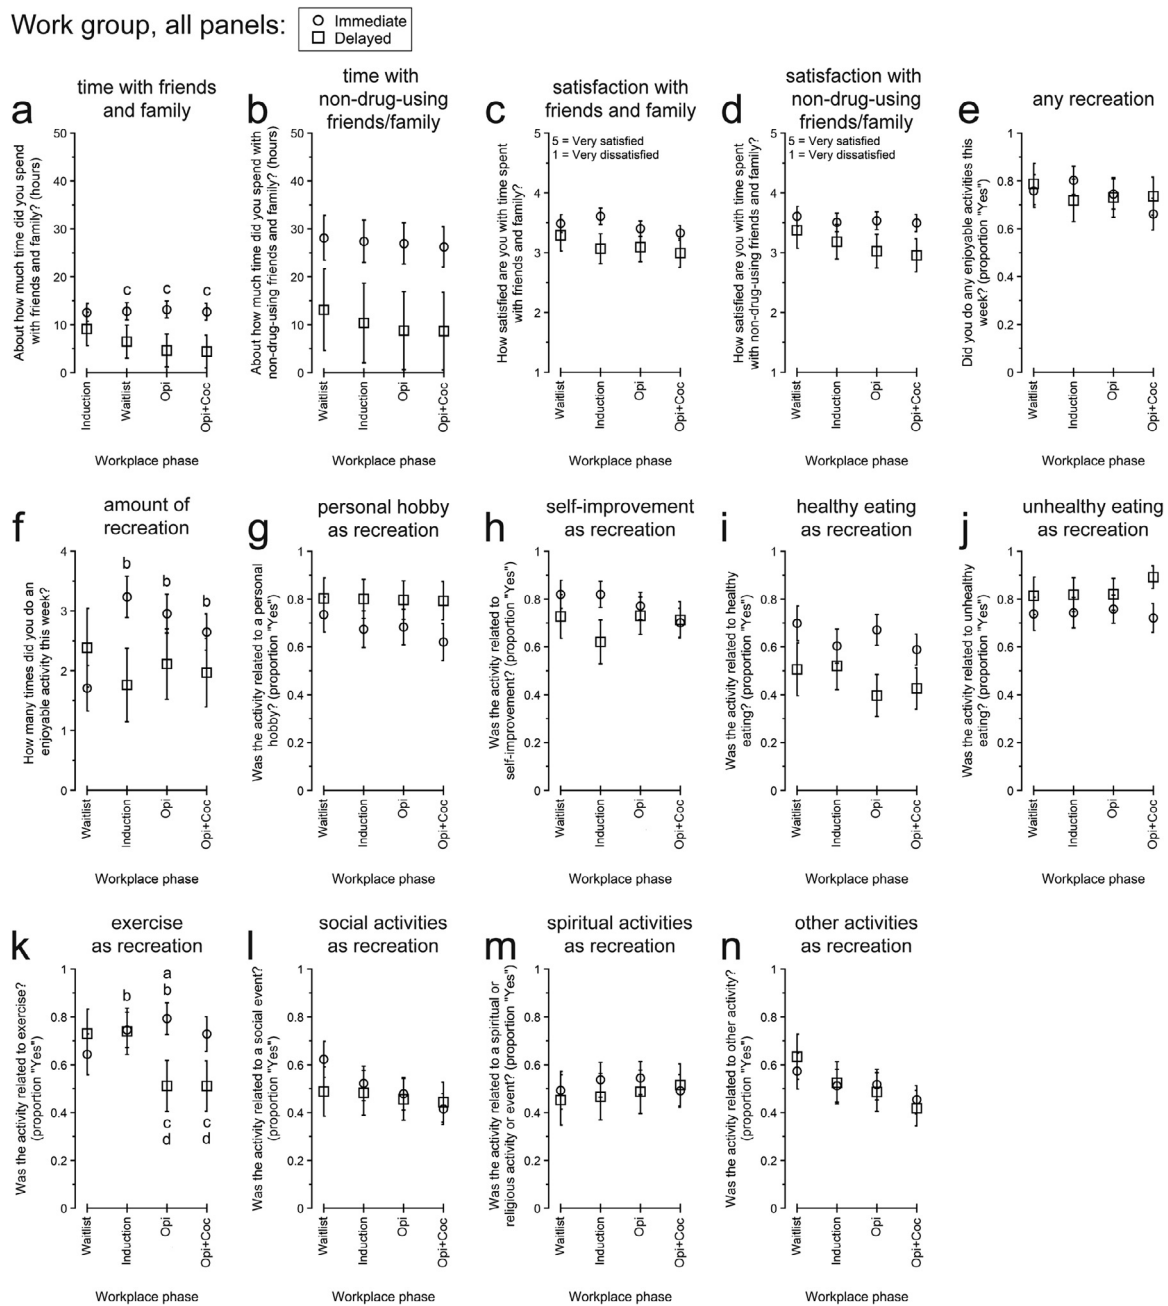 Work group, all panels:
Immediate
Delayed
a
time with friends
and family
About how much time did you spend
with friends and family? (hours)
50
40
30
20
10
0
c
c
c
Induction
Waitlist
Opi
Opi+Coc
Workplace phase
b
time with
non-drug-using
friends/family
About how much time did you spend with
non-drug-using friends and family? (hours)
50
40
30
20
10
0
Waitlist
Induction
Opi
Opi+Coc
Workplace phase
c
satisfaction with
friends and family
How satisfied are you with time spent
with friends and family?
5 = Very satisfied
1 = Very dissatisfied
5
4
3
2
1
Waitlist
Induction
Opi
Opi+Coc
Workplace phase
d
satisfaction with
non-drug-using
friends/family
How satisfied are you with time spent
with non-drug-using friends and family?
5 = Very satisfied
1 = Very dissatisfied
5
4
3
2
1
Waitlist
Induction
Opi
Opi+Coc
Workplace phase
e
any recreation
Did you do any enjoyable activities this
week? (proportion "Yes")
1
0.8
0.6
0.4
0.2
0
Waitlist
Induction
Opi
Opi+Coc
Workplace phase
f
amount of
recreation
How many times did you do an
enjoyable activity this week?
4
3
2
1
0
b
b
b
Waitlist
Induction
Opi
Opi+Coc
Workplace phase
g
personal hobby
as recreation
Was the activity related to a personal
hobby? (proportion "Yes")
1
0.8
0.6
0.4
0.2
0
Waitlist
Induction
Opi
Opi+Coc
Workplace phase
h
self-improvement
as recreation
Was the activity related to
self-improvement? (proportion "Yes")
1
0.8
0.6
0.4
0.2
0
Waitlist
Induction
Opi
Opi+Coc
Workplace phase
i
healthy eating
as recreation
Was the activity related to healthy
eating? (proportion "Yes")
1
0.8
0.6
0.4
0.2
0
Waitlist
Induction
Opi
Opi+Coc
Workplace phase
j
unhealthy eating
as recreation
Was the activity related to unhealthy
eating? (proportion "Yes")
1
0.8
0.6
0.4
0.2
0
Waitlist
Induction
Opi
Opi+Coc
Workplace phase
k
exercise
as recreation
Was the activity related to exercise?
(proportion "Yes")
1
0.8
0.6
0.4
0.2
0
b
a
b
c
d
c
d
Waitlist
Induction
Opi
Opi+Coc
Workplace phase
l
social activities
as recreation
Was the activity related to a social event?
(proportion "Yes")
1
0.8
0.6
0.4
0.2
0
Waitlist
Induction
Opi
Opi+Coc
Workplace phase
m
spiritual activities
as recreation
Was the activity related to a spiritual or
religious activity or event? (proportion "Yes")
1
0.8
0.6
0.4
0.2
0
Waitlist
Induction
Opi
Opi+Coc
Workplace phase
n
other activities
as recreation
Was the activity related to other activity?
(proportion "Yes")
1
0.8
0.6
0.4
0.2
0
Waitlist
Induction
Opi
Opi+Coc
Workplace phase